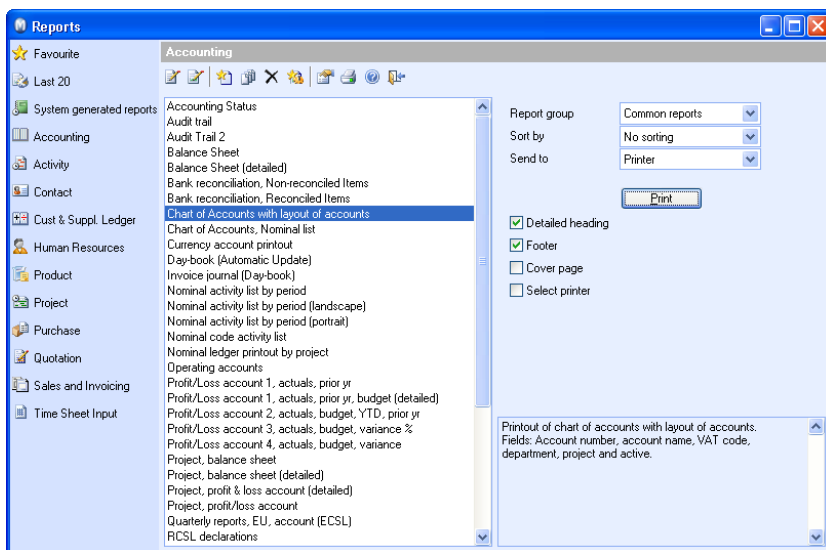 Reports
Favourite
Last 20
System generated reports
Accounting
Activity
Contact
Cust & Suppl. Ledger
Human Resources
Product
Project
Purchase
Quotation
Sales and Invoicing
Time Sheet Input
Accounting
Accounting Status
Audit trail
Audit Trail 2
Balance Sheet
Balance Sheet (detailed)
Bank reconciliation, Non-reconciled Items
Bank reconciliation, Reconciled Items
Chart of Accounts with layout of accounts
Chart of Accounts, Nominal list
Currency account printout
Day-book (Automatic Update)
Invoice journal (Day-book)
Nominal activity list by period
Nominal activity list by period (landscape)
Nominal activity list by period (portrait)
Nominal code activity list
Nominal ledger printout by project
Operating accounts
Profit/Loss account 1, actuals, prior yr
Profit/Loss account 1, actuals, prior yr, budget (detailed)
Profit/Loss account 2, actuals, budget, YTD, prior yr
Profit/Loss account 3, actuals, budget, variance %
Profit/Loss account 4, actuals, budget, variance
Project, balance sheet
Project, balance sheet (detailed)
Project, profit & loss account (detailed)
Project, profit/loss account
Quarterly reports, EU, account (ECSL)
RCSL declarations
Report group Common reports
Sort by No sorting
Send to Printer
Print
Detailed heading
Footer
Cover page
Select printer
Printout of chart of accounts with layout of accounts.
Fields: Account number, account name, VAT code,
department, project and active.